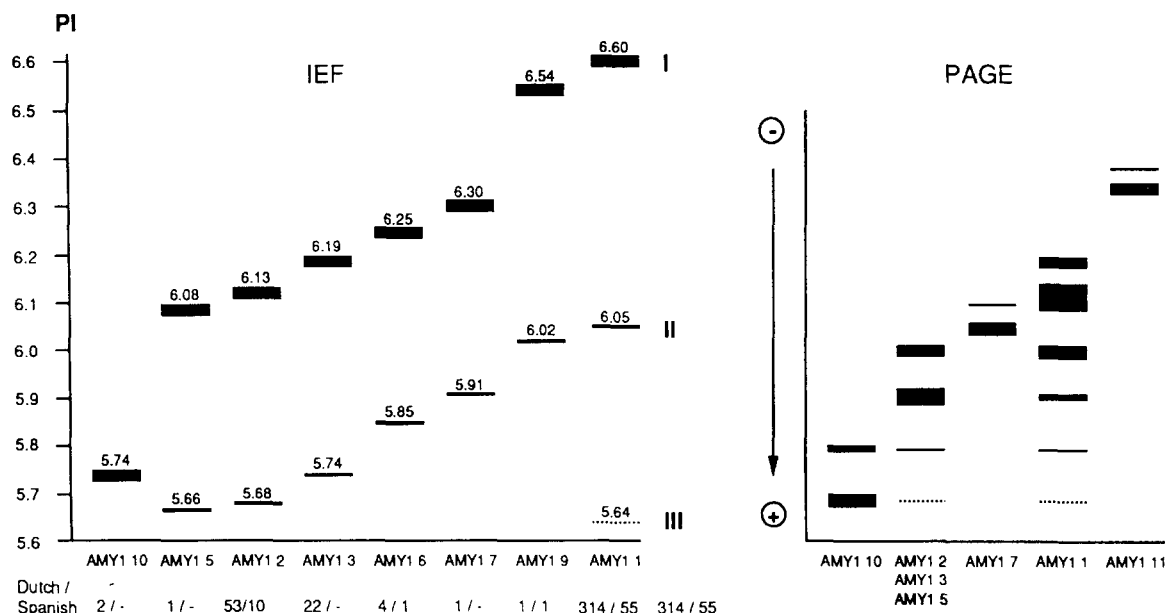 PI
IEF
PAGE
6.6
6.5
6.4
6.3
6.2
6.1
6.0
5.9
5.8
5.7
5.6
5.74
6.08
5.66
6.13
5.68
6.19
5.74
6.25
5.85
6.30
5.91
6.54
6.02
6.60
6.05
5.64
I
II
III
-
+
AMY1 10 AMY1 5 AMY1 2 AMY1 3 AMY1 6 AMY1 7 AMY1 9 AMY1 1
Dutch /
Spanish 2 / - 1 / - 53/10 22 / - 4 / 1 1 / - 1 / 1 314 / 55 314 / 55
AMY1 10 AMY1 2 AMY1 7 AMY1 1 AMY1 11
AMY1 3
AMY1 5